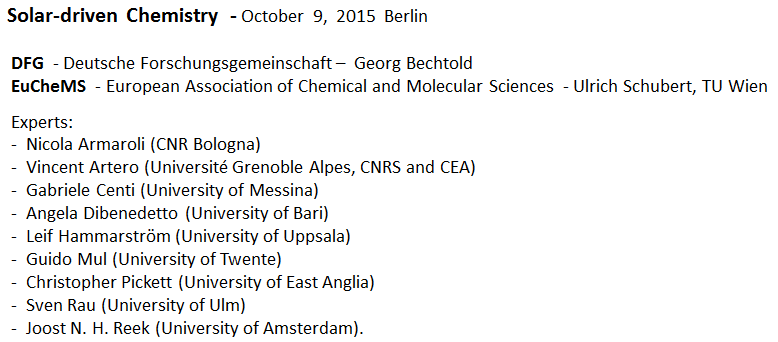 Solar-driven Chemistry - October 9, 2015 Berlin
DFG - Deutsche Forschungsgemeinschaft – Georg Bechtold
EuCheMS - European Association of Chemical and Molecular Sciences - Ulrich Schubert, TU Wien
Experts:
- Nicola Armaroli (CNR Bologna)
- Vincent Artero (Université Grenoble Alpes, CNRS and CEA)
- Gabriele Centi (University of Messina)
- Angela Dibenedetto (University of Bari)
- Leif Hammarström (University of Uppsala)
- Guido Mul (University of Twente)
- Christopher Pickett (University of East Anglia)
- Sven Rau (University of Ulm)
- Joost N. H. Reek (University of Amsterdam).